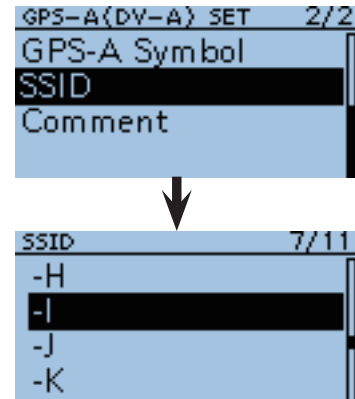 GPS-A(DV-A) SET 2/2
GPS-A Symbol
SSID
Comment
SSID 7/11
-H
-I
-J
-K